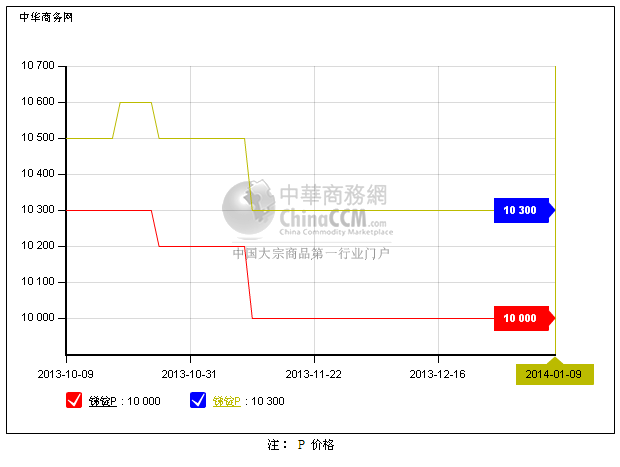 中华商务网
10 700
10 600
10 500
10 400
10 300
10 200
10 100
10 000
中華商務網
ChinaCCM.com
China Commodity Marketplace
中国大宗商品第一行业门户
10 300
10 000
2013-10-09
2013-10-31
2013-11-22
2013-12-16
2014-01-09
锑锭P : 10 000
锑锭P : 10 300
注： P 价格